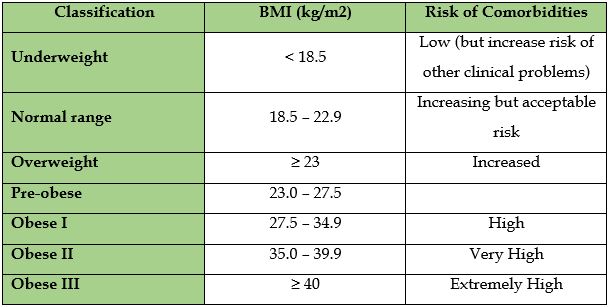 Classification BMI (kg/m2) Risk of Comorbidities
Underweight < 18.5 Low (but increase risk of
other clinical problems)
Normal range 18.5 – 22.9 Increasing but acceptable
risk
Overweight ≥ 23 Increased
Pre-obese 23.0 – 27.5
Obese I 27.5 – 34.9 High
Obese II 35.0 – 39.9 Very High
Obese III ≥ 40 Extremely High